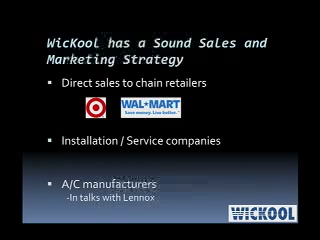 WicKool has a Sound Sales and
Marketing Strategy
Direct sales to chain retailers
WAL★MART
Save money. Live better.
Installation / Service companies
A/C manufacturers
-In talks with Lennox
WICKOOL